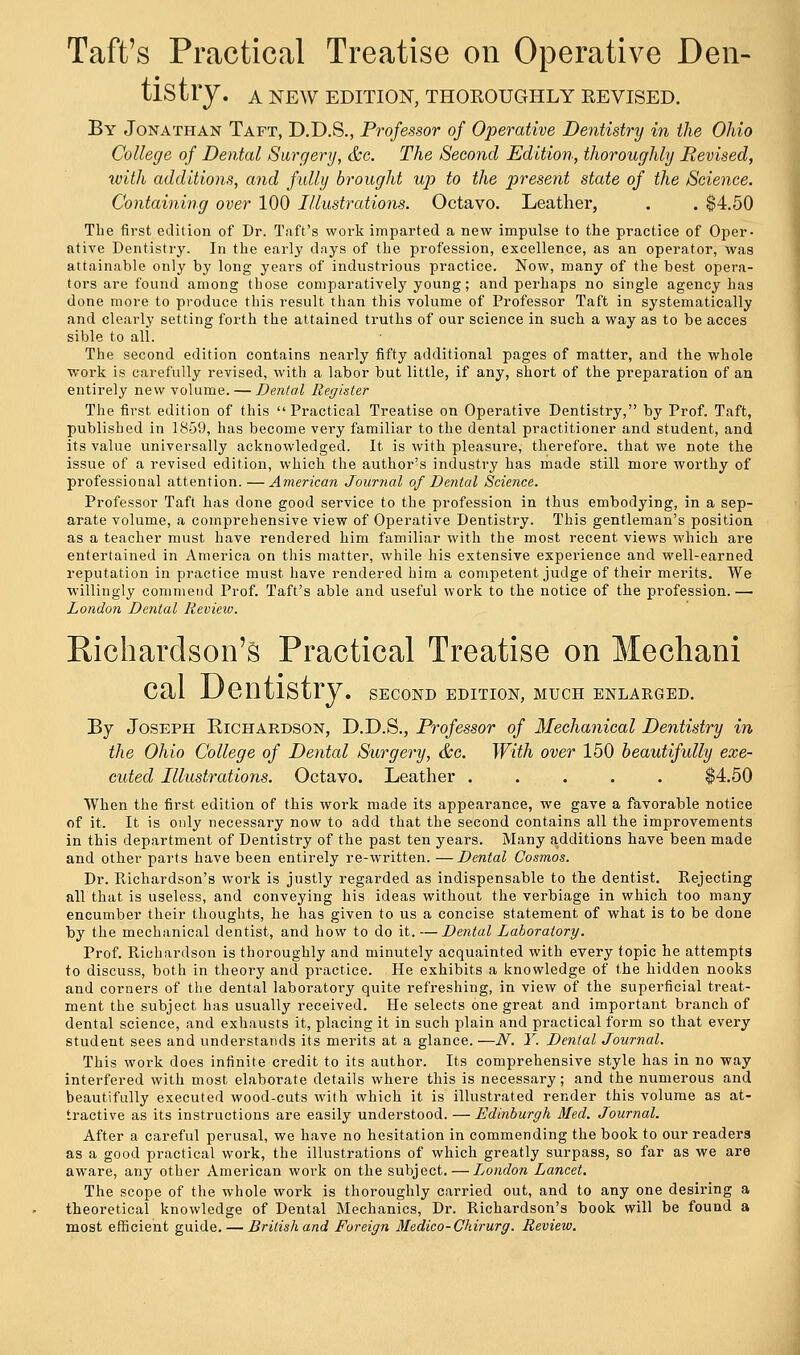 Taft's Practical Treatise on Operative Den-
tistry. A NEW EDITION, THOROUGHLY REVISED.
By Jonathan Taft, D.D.S., Professor of Operative Dentistry in the Ohio
College of Dental Surgery, &c. The Second Edition, thoroughly Revised,
with additions, and fully brought up to the present state of the Science.
Containing over 100 Illustrations. Octavo. Leather, . . $4.50
The first edition of Dr. Taft's work imparted a new impulse to the practice of Oper-
ative Dentistry. In the early days of the profession, excellence, as an operator, was
attainable only by long years of industrious practice. Now, many of the best opera-
tors are found among those comparatively young; and perhaps no single agency has
done more to produce this result than this volume of Professor Taft in systematically
and clearly setting forth the attained truths of our science in such a way as to be acces
sible to all.
The second edition contains nearly fifty additional pages of matter, and the whole
work is carefully revised, with a labor but little, if any, short of the preparation of an
entirely new volume. — Dental Register
The first edition of this "Practical Treatise on Operative Dentistry," by Prof. Taft,
published in 1859, has become very familiar to the dental practitioner and student, and
its value universally acknowledged. It is with pleasure, therefore. that we note the
issue of a revised edition, which the author's industry has made still more worthy of
professional attention. — American Journal of Dental Science.
Professor Taft has done good service to the profession in thus embodying, in a sep-
arate volume, a comprehensive view of Operative Dentistry. This gentleman's position
as a teacher must have rendered him familiar with the most recent views which are
entertained in America on this matter, while his extensive experience and well-earned
reputation in practice must have rendered him a competent judge of their merits. We
willingly commend Prof. Taft's able and useful work to the notice of the profession. —
London Dental Review.
Richardson's Practical Treatise on Mechani
cal Dentistry. SECOND EDITION, MUCH ENLARGED.
By Joseph Richardson, D.D.S., Professor of Mechanical Dentistry in
the Ohio College of Dental Surgery, &c. With over 150 beautifully exe-
cuted Illustrations. Octavo. Leather . . . . . $4.50
When the first edition of this work made its appearance, we gave a favorable notice
of it. It is only necessary now to add that the second contains all the improvements
in this department of Dentistry of the past ten years. Many additions have been made
and other parts have been entirely re-written. — Dental Cosmos.
Dr. Richardson's work is justly regarded as indispensable to the dentist. Rejecting
all that is useless, and conveying his ideas without the verbiage in which too many
encumber their thoughts, he has given to us a concise statement of what is to be done
by the mechanical dentist, and how to do it. — Dental Laboratory.
Prof. Richardson is thoroughly and minutely acquainted with every topic he attempts
to discuss, both in theory and practice. He exhibits a knowledge of the hidden nooks
and corners of the dental laboratory quite refreshing, in view of the superficial treat-
ment the subject has usually received. He selects one great and important branch of
dental science, and exhausts it, placing it in such plain and practical form so that every
student sees and understands its merits at a glance. —N. Y. Dental Journal.
This work does infinite credit to its author. Its comprehensive style has in no way
interfered with most elaborate details where this is necessary; and the numerous and
beautifully executed wood-cuts with which it is illustrated render this volume as at-
tractive as its instructions are easily understood. — Edinburgh Med. Journal.
After a careful perusal, we have no hesitation in commending the book to our readers
as a good practical work, the illustrations of which greatly surpass, so far as we are
aware, any other American work on the subject. — London Lancet.
The scope of the whole work is thoroughly carried out, and to any one desiring a
theoretical knowledge of Dental Mechanics, Dr. Richardson's book will be found a
most efficient guide. — British and Foreign Medico-Chirurg. Review.